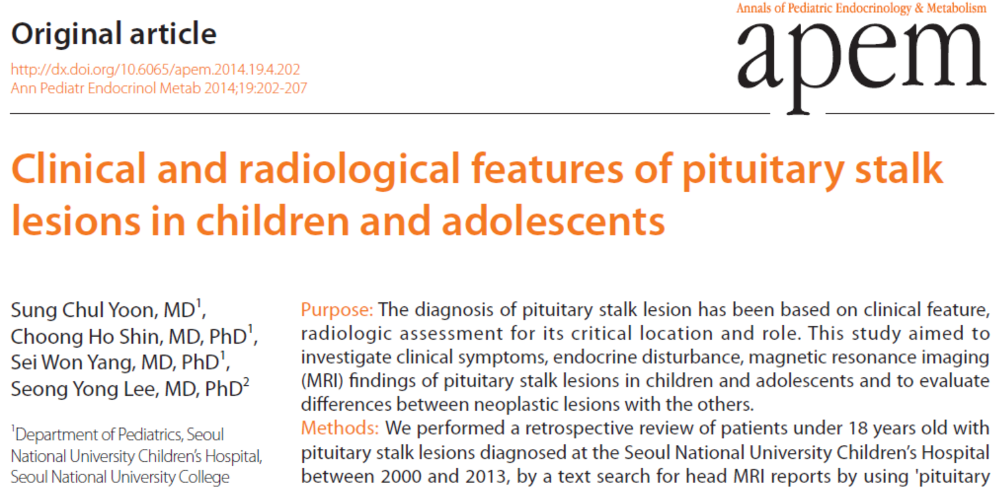 Annals of Pediatric Endocrinology & Metabolism
apem
Original article
http://dx.doi.org/10.6065/apem.2014.19.4.202
Ann Pediatr Endocrinol Metab 2014;19:202-207
Clinical and radiological features of pituitary stalk
lesions in children and adolescents
Sung Chul Yoon, MD¹,
Choong Ho Shin, MD, PhD¹,
Sei Won Yang, MD, PhD¹,
Seong Yong Lee, MD, PhD²
¹Department of Pediatrics, Seoul
National University Children's Hospital,
Seoul National University College
Purpose: The diagnosis of pituitary stalk lesion has been based on clinical feature,
radiologic assessment for its critical location and role. This study aimed to
investigate clinical symptoms, endocrine disturbance, magnetic resonance imaging
(MRI) findings of pituitary stalk lesions in children and adolescents and to evaluate
differences between neoplastic lesions with the others.
Methods: We performed a retrospective review of patients under 18 years old with
pituitary stalk lesions diagnosed at the Seoul National University Children's Hospital
between 2000 and 2013, by a text search for head MRI reports by using 'pituitary